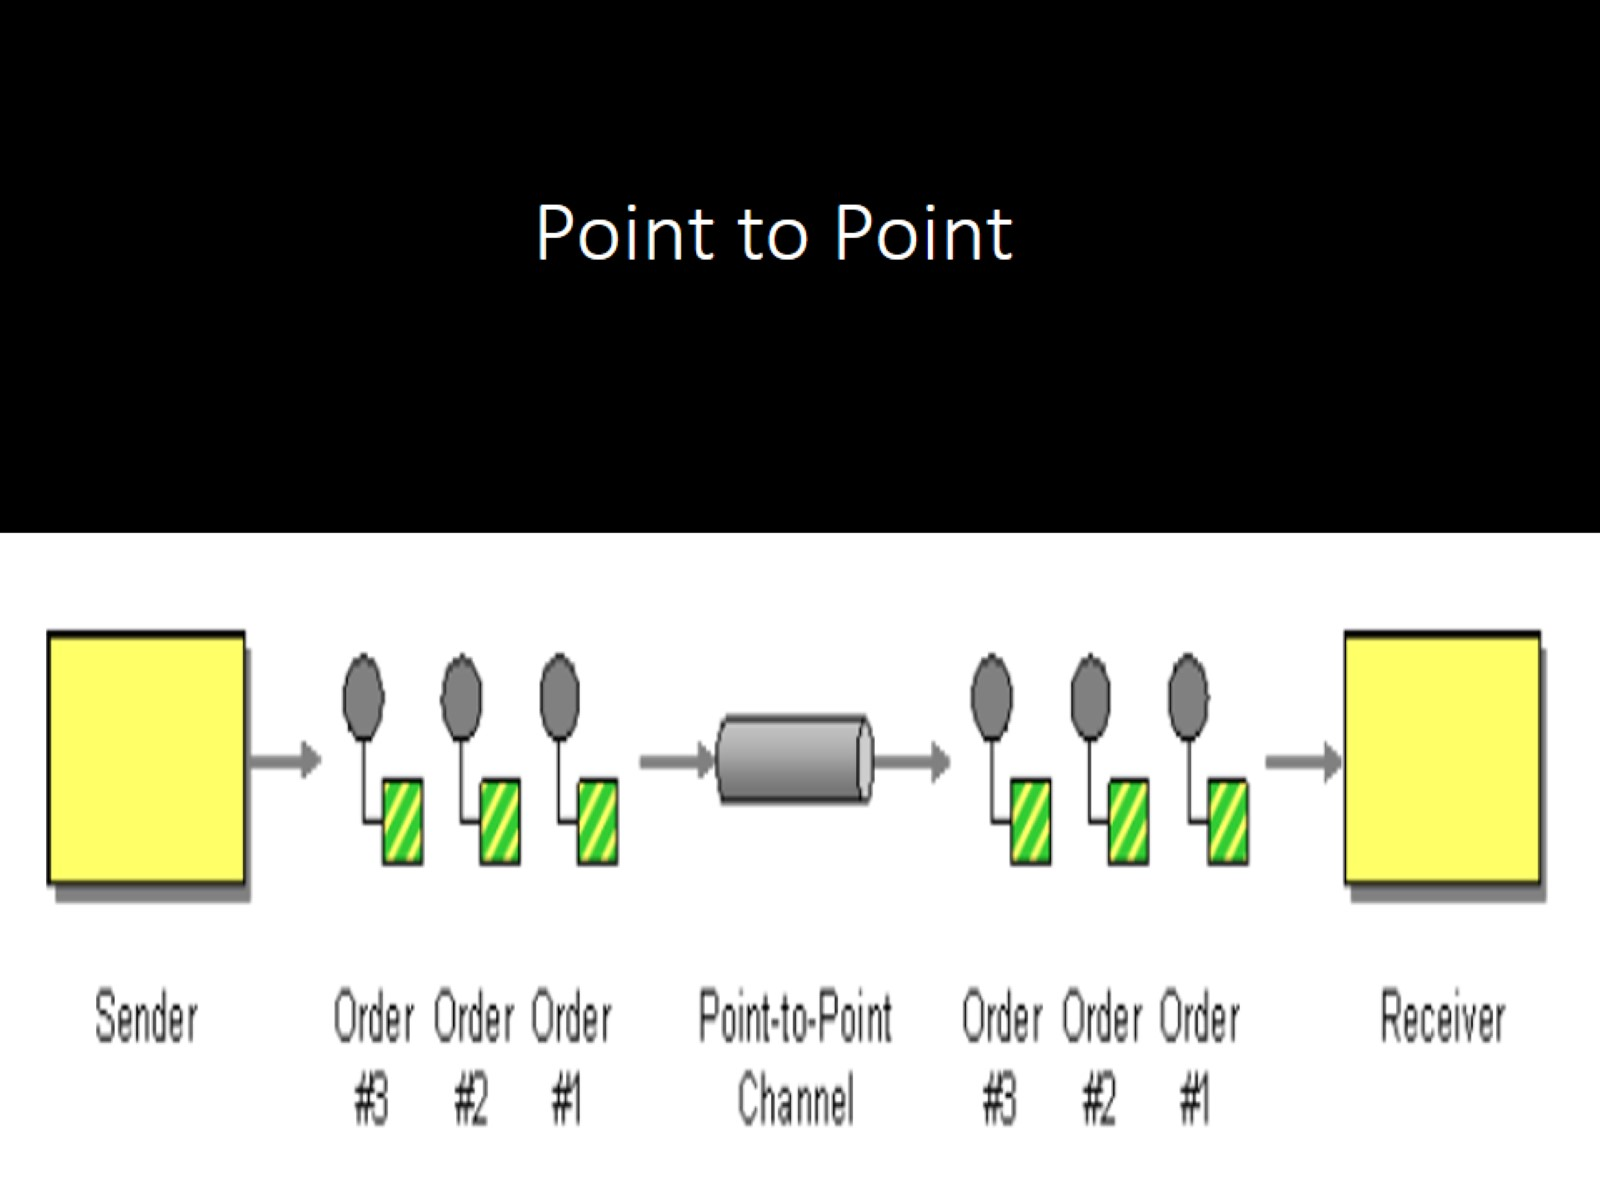 Point to Point
Sender Order Order Order Point-to-Point Order Order Order Receiver
#3 #2 #1 Channel #3 #2 #1